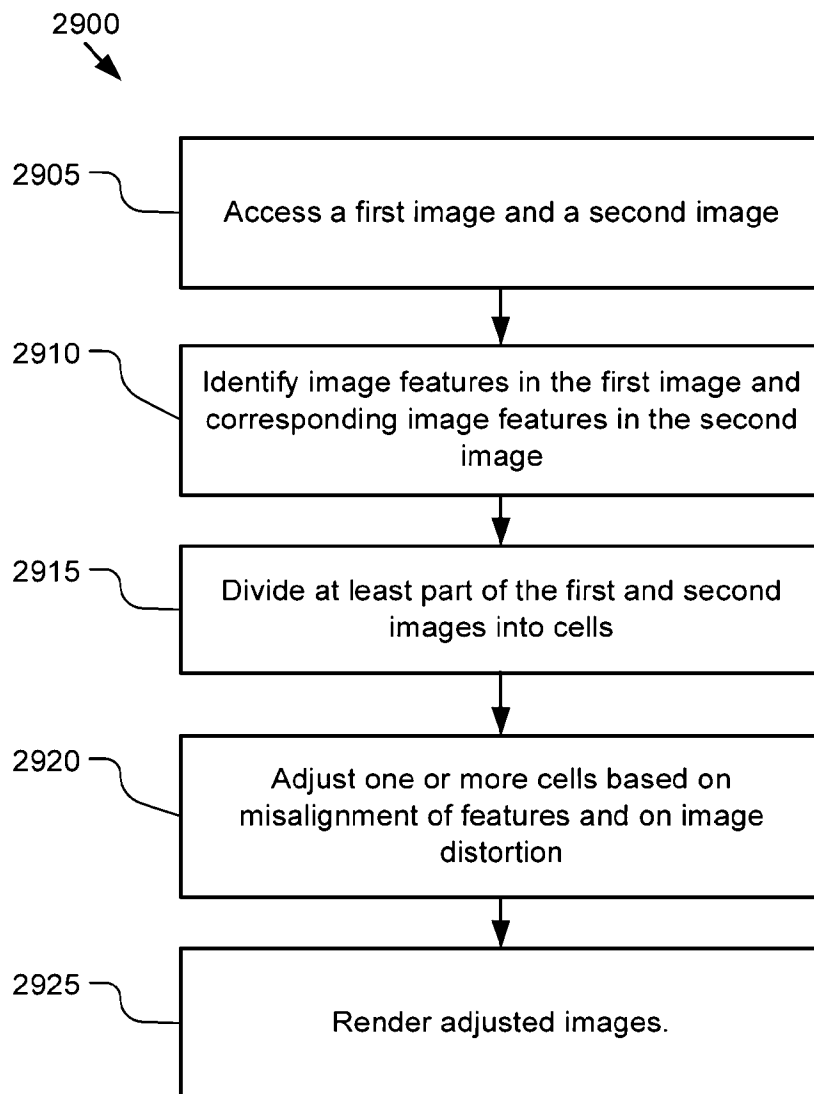 2900
2905
Access a first image and a second image
2910
Identify image features in the first image and
corresponding image features in the second
image
2915
Divide at least part of the first and second
images into cells
2920
Adjust one or more cells based on
misalignment of features and on image
distortion
2925
Render adjusted images.